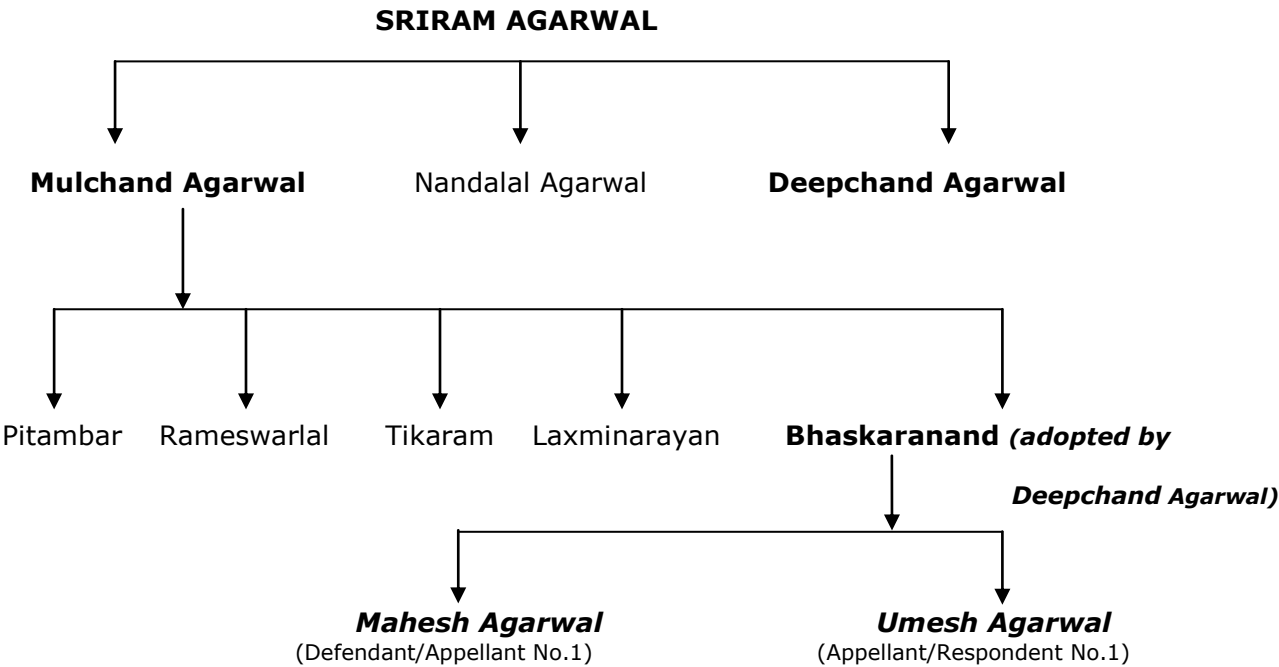 SRIRAM AGARWAL
Mulchand Agarwal Nandalal Agarwal Deepchand Agarwal
Pitambar Rameswarlal Tikaram Laxminarayan Bhaskaranand (adopted by
Deepchand Agarwal)
Mahesh Agarwal Umesh Agarwal
(Defendant/Appellant No.1) (Appellant/Respondent No.1)